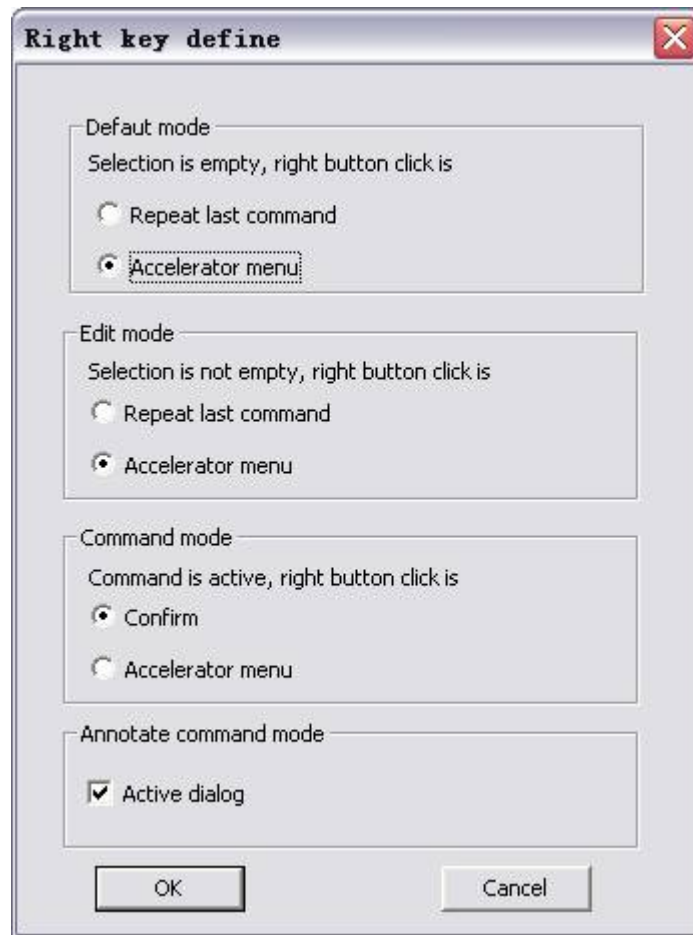 Right key define
Defaut mode
Selection is empty, right button click is
Repeat last command
Accelerator menu
Edit mode
Selection is not empty, right button click is
Repeat last command
Accelerator menu
Command mode
Command is active, right button click is
Confirm
Accelerator menu
Annotate command mode
Active dialog
OK
Cancel